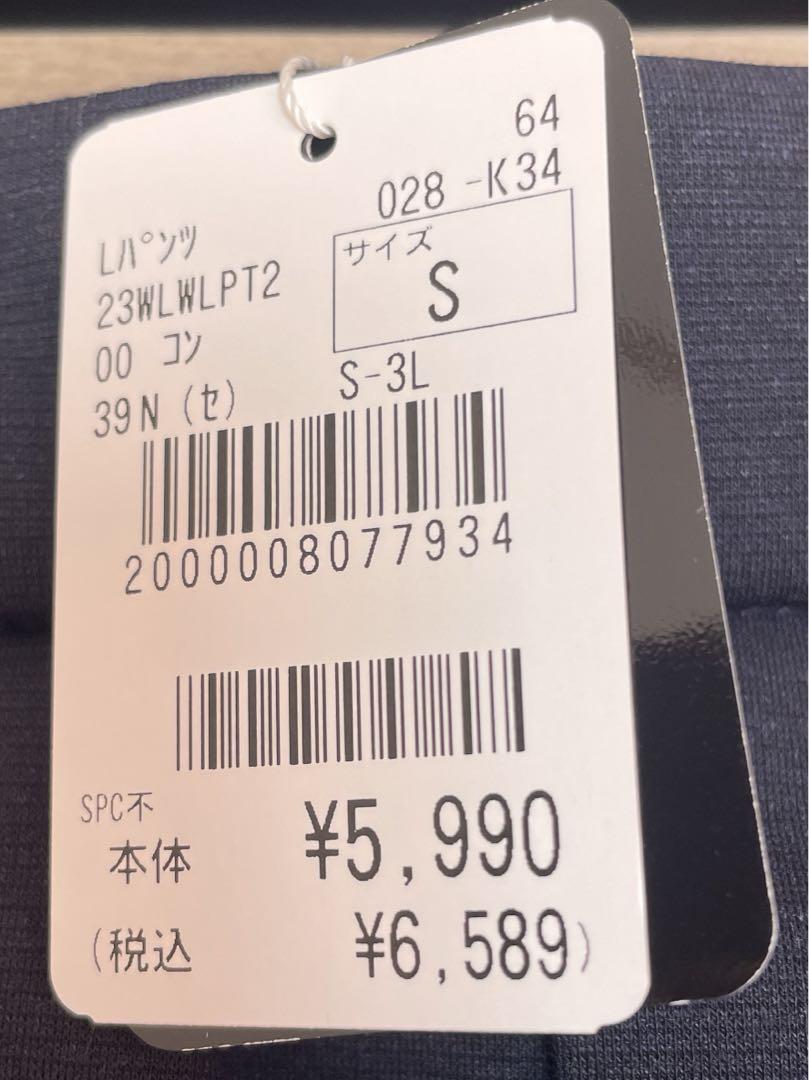 64
028 -K34
Lﾊﾟﾝﾂ
サイズ
23WLWLPT2
S
00 ｺﾝ
S-3L
39N (ｾ)
2000008077934
SPC不
本体 ¥5,990
(税込 ¥6,589)